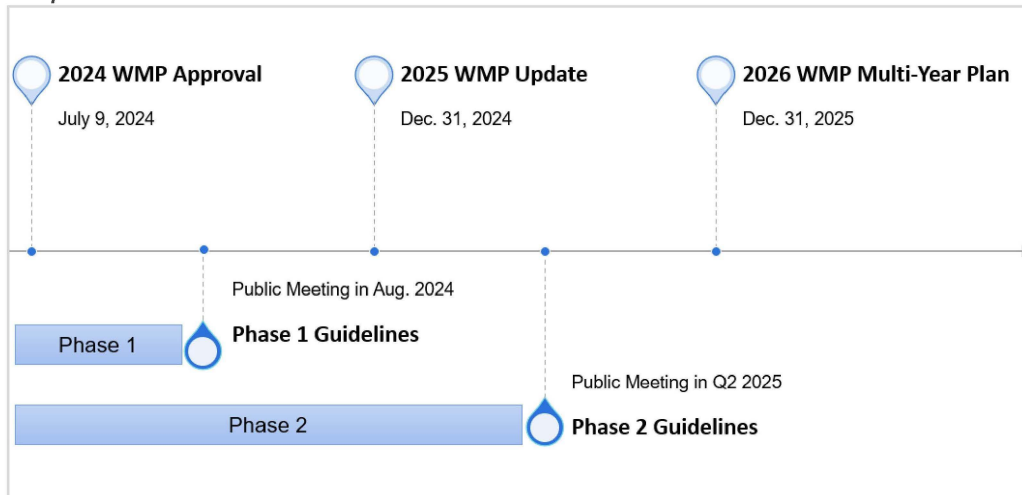 2024 WMP Approval
July 9, 2024
2025 WMP Update
Dec. 31, 2024
2026 WMP Multi-Year Plan
Dec. 31, 2025
Public Meeting in Aug. 2024
Phase 1 Guidelines
Phase 1
Public Meeting in Q2 2025
Phase 2 Guidelines
Phase 2